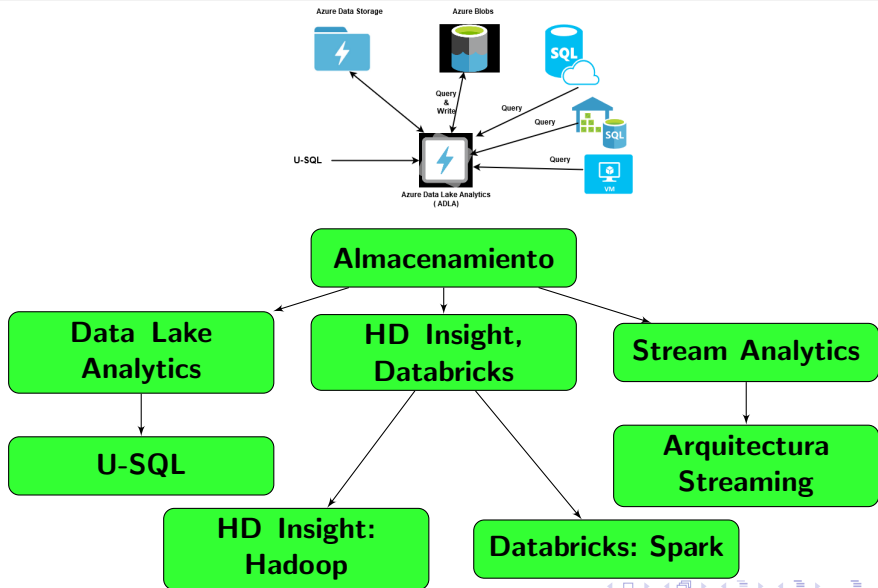 Azure Data Storage
Azure Blobs
SQL
Query
&
Write
Query
Query
SQL
U-SQL
Query
VM
Azure Data Lake Analytics
( ADLA)
Almacenamiento
Data Lake
Analytics
HD Insight,
Databricks
Stream Analytics
U-SQL
Arquitectura
Streaming
HD Insight:
Hadoop
Databricks: Spark